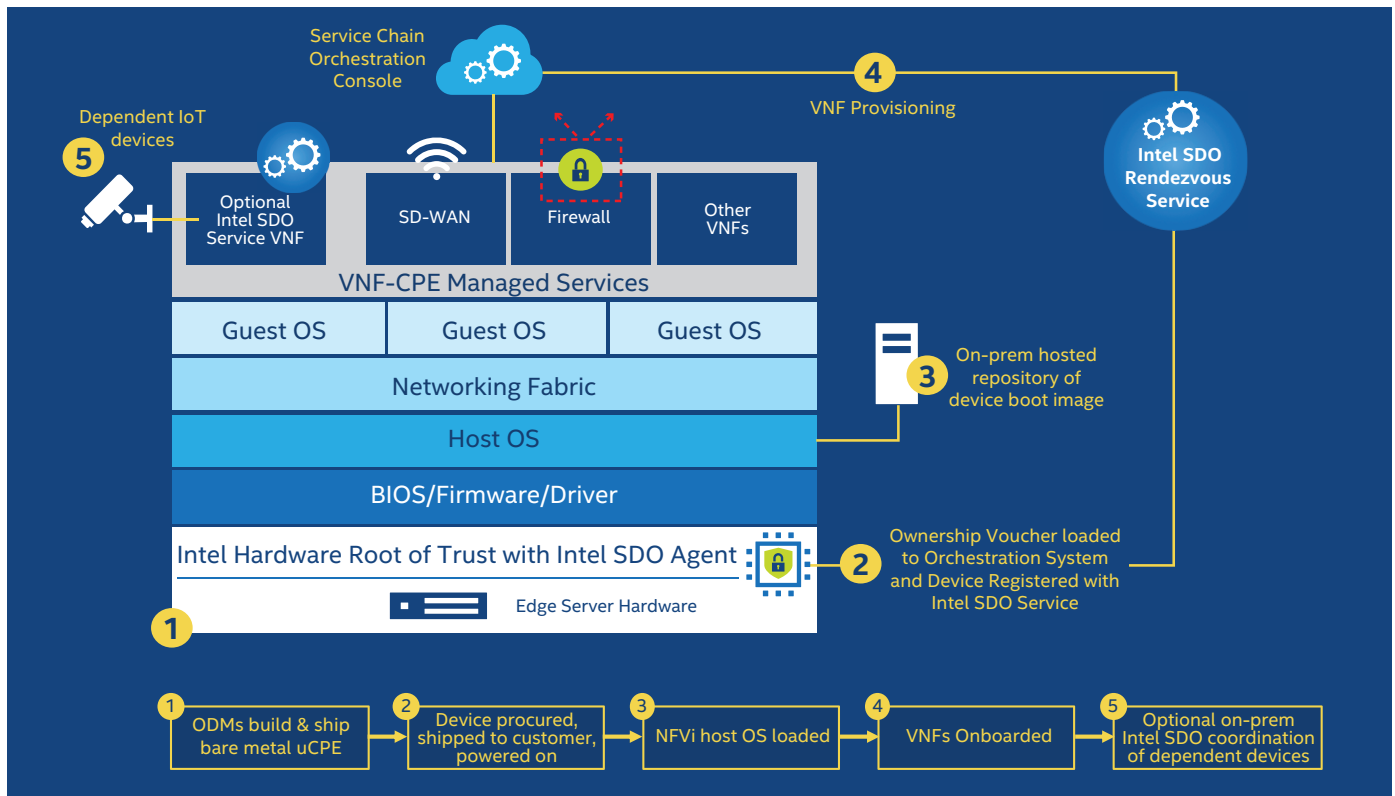 Service Chain
Orchestration
Console
4
VNF Provisioning
Dependent IoT
devices
5
Intel SDO
Rendezvous
Service
Optional
Intel SDO
Service VNF
SD-WAN
Firewall
Other
VNFs
VNF-CPE Managed Services
Guest OS
Guest OS
Guest OS
Networking Fabric
3
On-prem hosted
repository of
device boot image
Host OS
BIOS/Firmware/Driver
Intel Hardware Root of Trust with Intel SDO Agent
2
Ownership Voucher loaded
to Orchestration System
and Device Registered with
Intel SDO Service
Edge Server Hardware
1
1
ODMs build & ship
bare metal uCPE
2
Device procured,
shipped to customer,
powered on
3
NFVi host OS loaded
4
VNFs Onboarded
5
Optional on-prem
Intel SDO coordination
of dependent devices